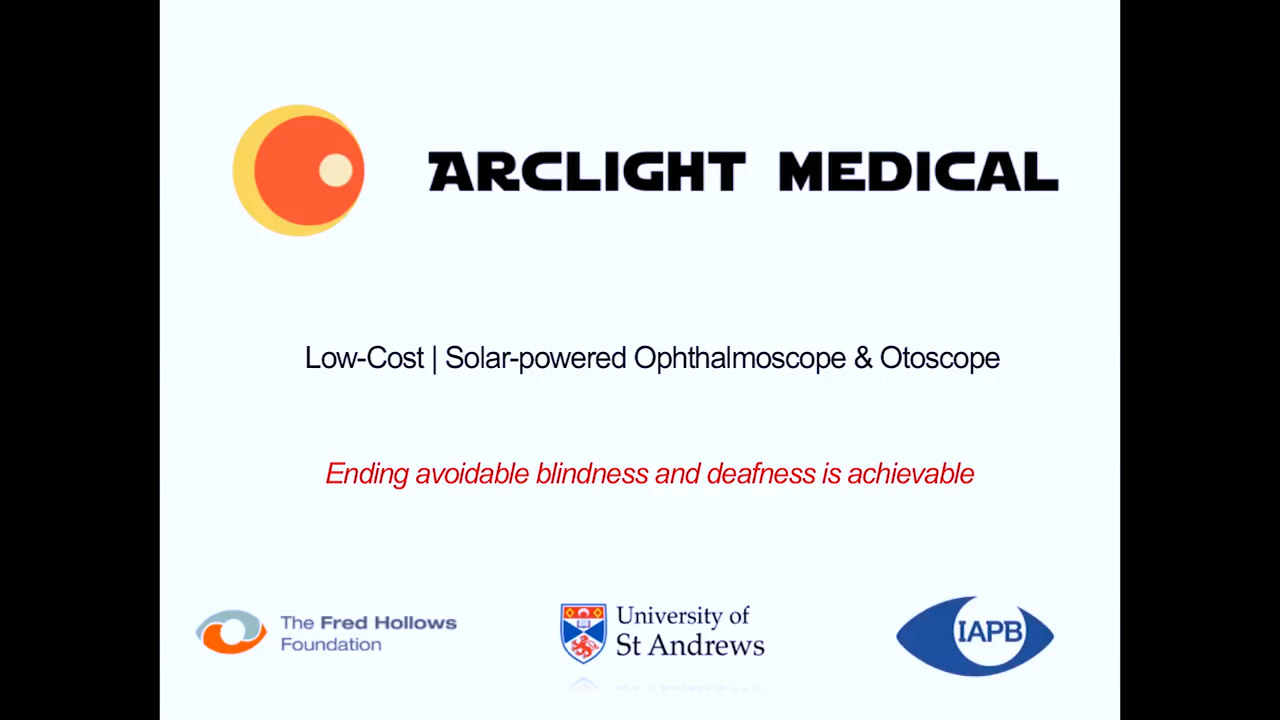 ARCLIGHT MEDICAL
Low-Cost | Solar-powered Ophthalmoscope & Otoscope
Ending avoidable blindness and deafness is achievable
The Fred Hollows
Foundation
University of
St Andrews
IAPB